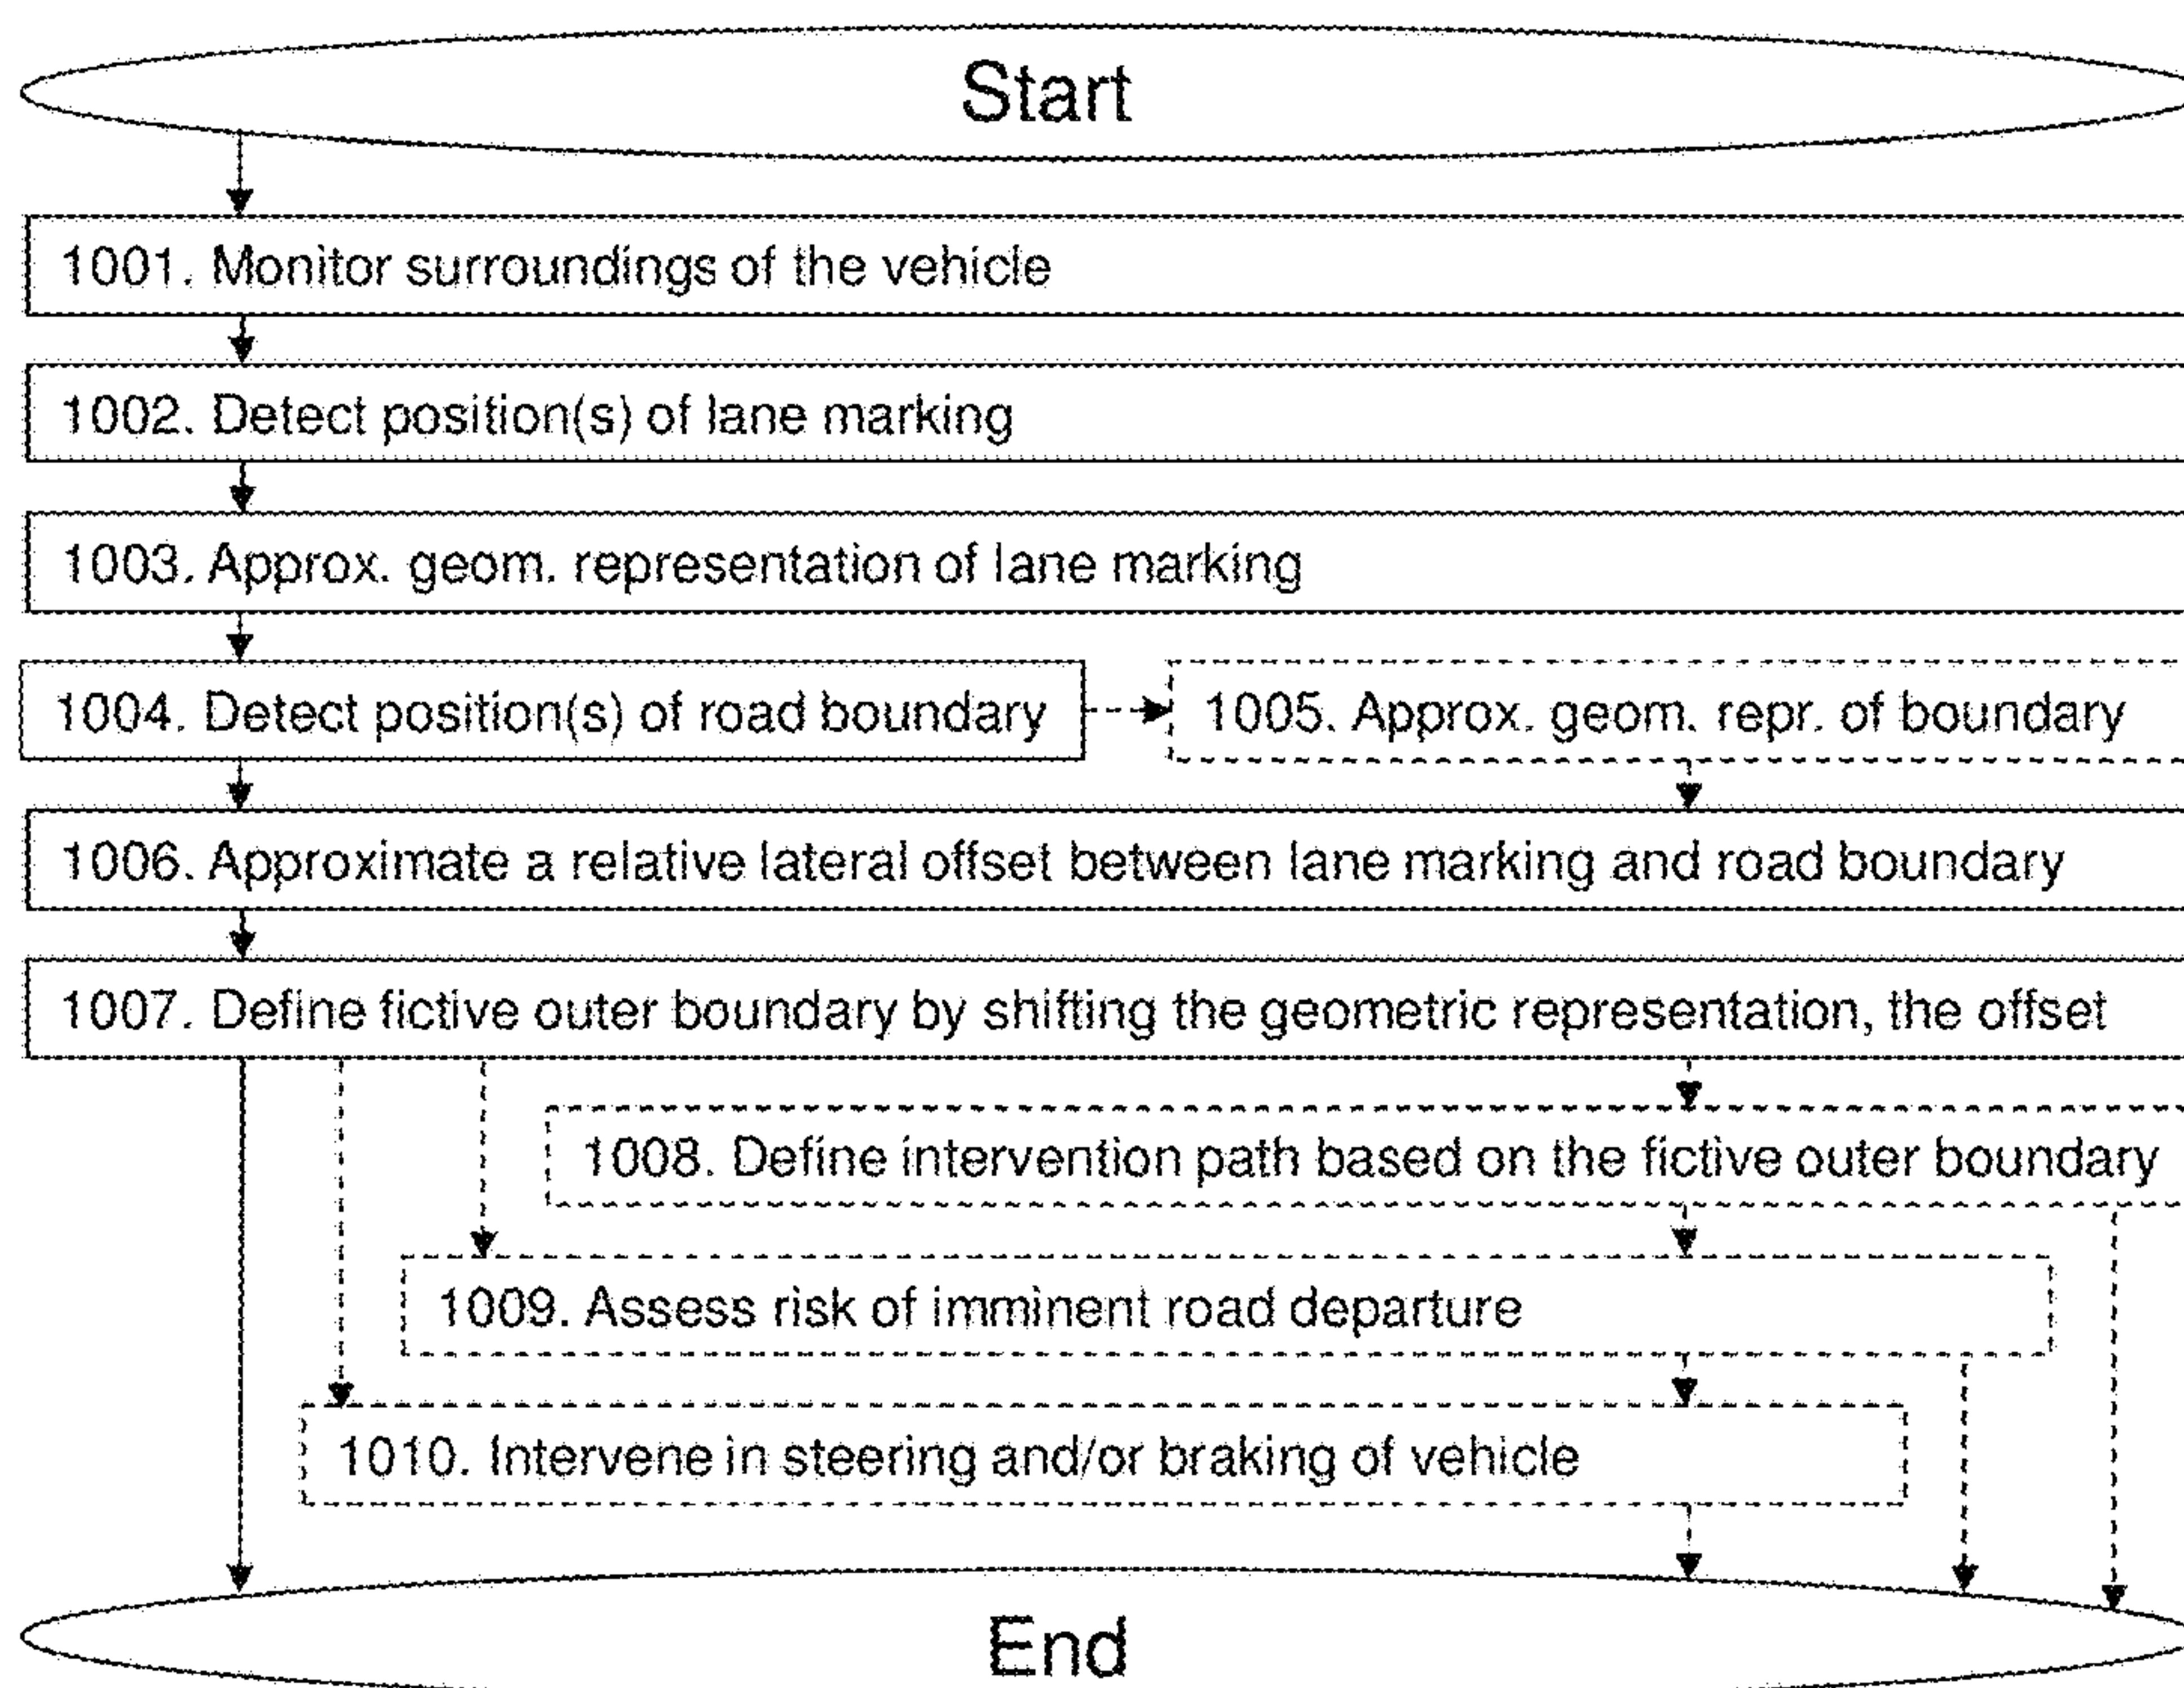 Start
1001. Monitor surroundings of the vehicle
1002. Detect position(s) of lane marking
1003. Approx. geom. representation of lane marking
1004. Detect position(s) of road boundary
1005. Approx. geom. repr. of boundary
1006. Approximate a relative lateral offset between lane marking and road boundary
1007. Define fictive outer boundary by shifting the geometric representation, the offset
1008. Define intervention path based on the fictive outer boundary
1009. Assess risk of imminent road departure
1010. Intervene in steering and/or braking of vehicle
End